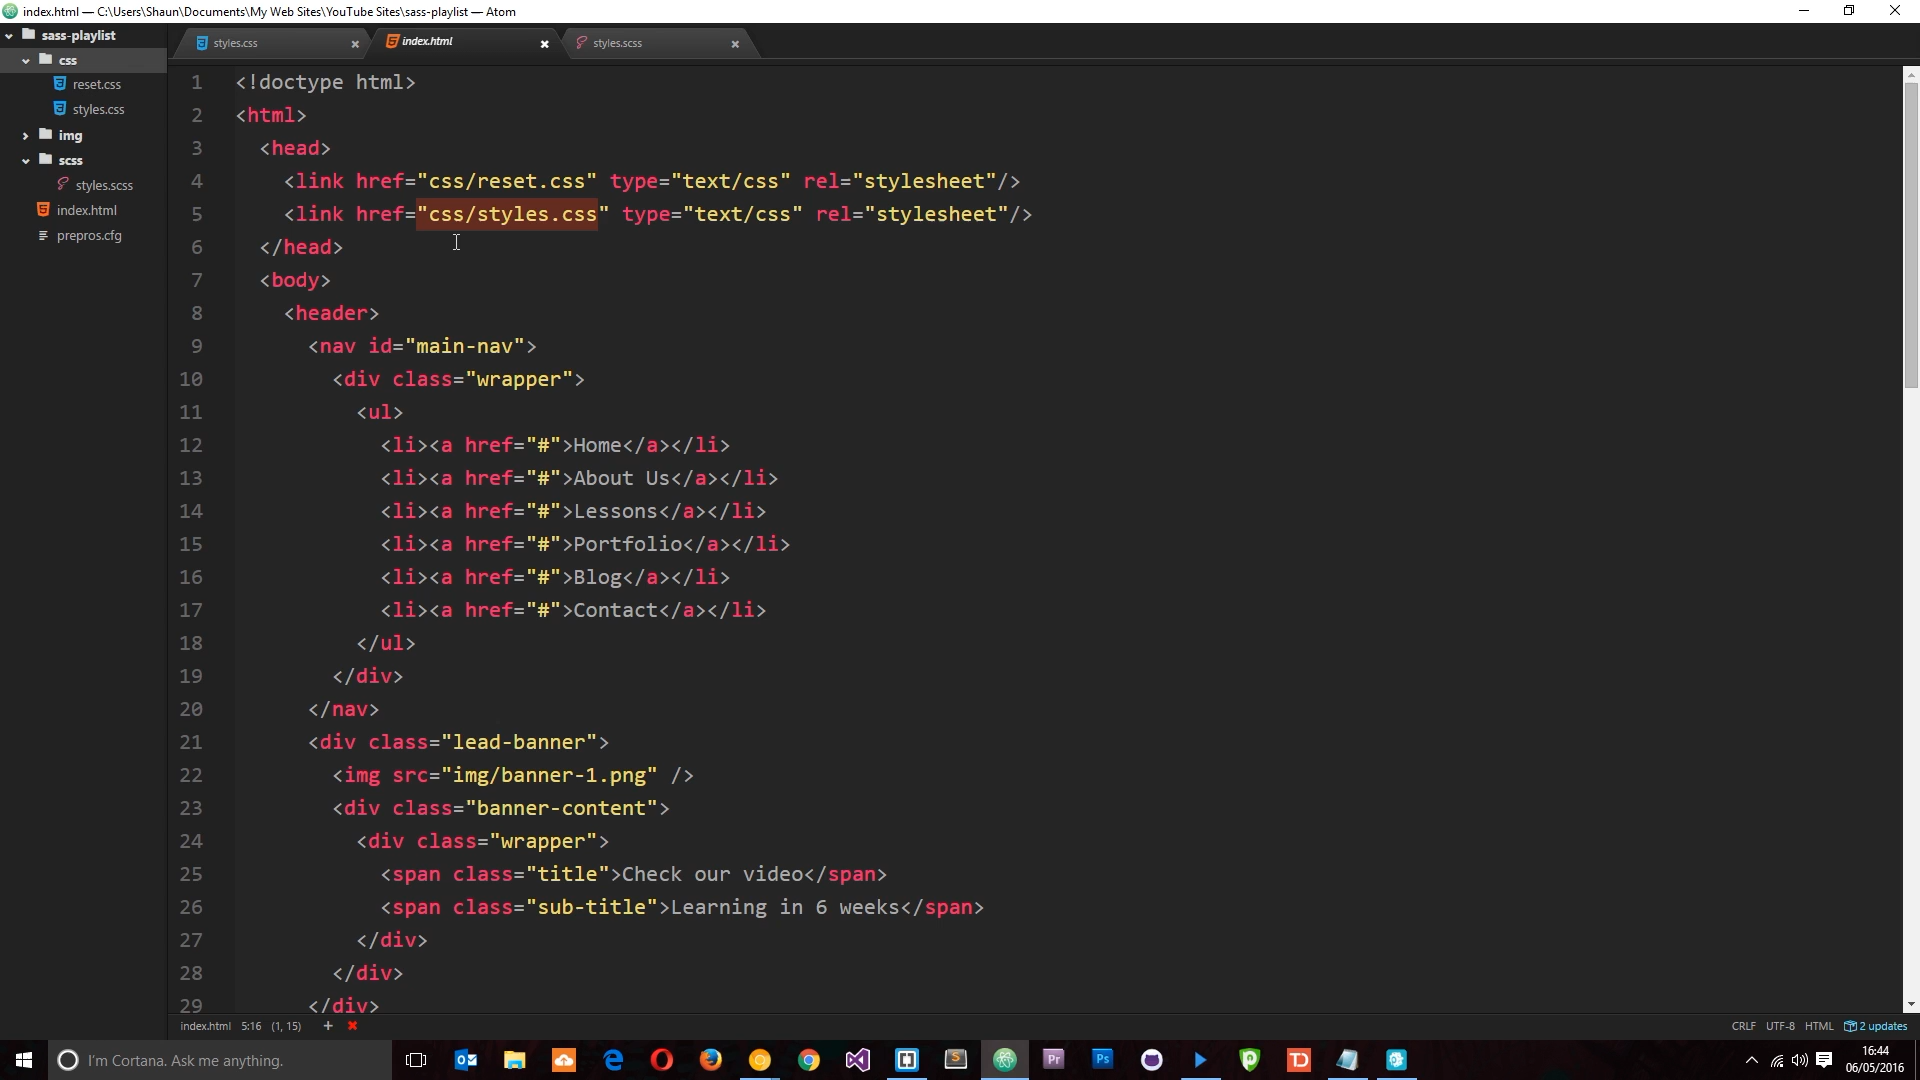 index.html — C:\Users\Shaun\Documents\My Web Sites\YouTube Sites\sass-playlist — Atom
sass-playlist
css
reset.css
styles.css
img
scss
styles.scss
index.html
prepros.cfg
styles.css
index.html
styles.scss
1 <!doctype html>
2 <html>
3 <head>
4 <link href="css/reset.css" type="text/css" rel="stylesheet"/>
5 <link href="css/styles.css" type="text/css" rel="stylesheet"/>
6 </head>
7 <body>
8 <header>
9 <nav id="main-nav">
10 <div class="wrapper">
11 <ul>
12 <li><a href="#">Home</a></li>
13 <li><a href="#">About Us</a></li>
14 <li><a href="#">Lessons</a></li>
15 <li><a href="#">Portfolio</a></li>
16 <li><a href="#">Blog</a></li>
17 <li><a href="#">Contact</a></li>
18 </ul>
19 </div>
20 </nav>
21 <div class="lead-banner">
22 <img src="img/banner-1.png" />
23 <div class="banner-content">
24 <div class="wrapper">
25 <span class="title">Check our video</span>
26 <span class="sub-title">Learning in 6 weeks</span>
27 </div>
28 </div>
29 </div>
index.html 5:16 (1, 15) +
CRLF UTF-8 HTML 2 updates
I'm Cortana. Ask me anything.
Pr
Ps
TD
16:44
06/05/2016